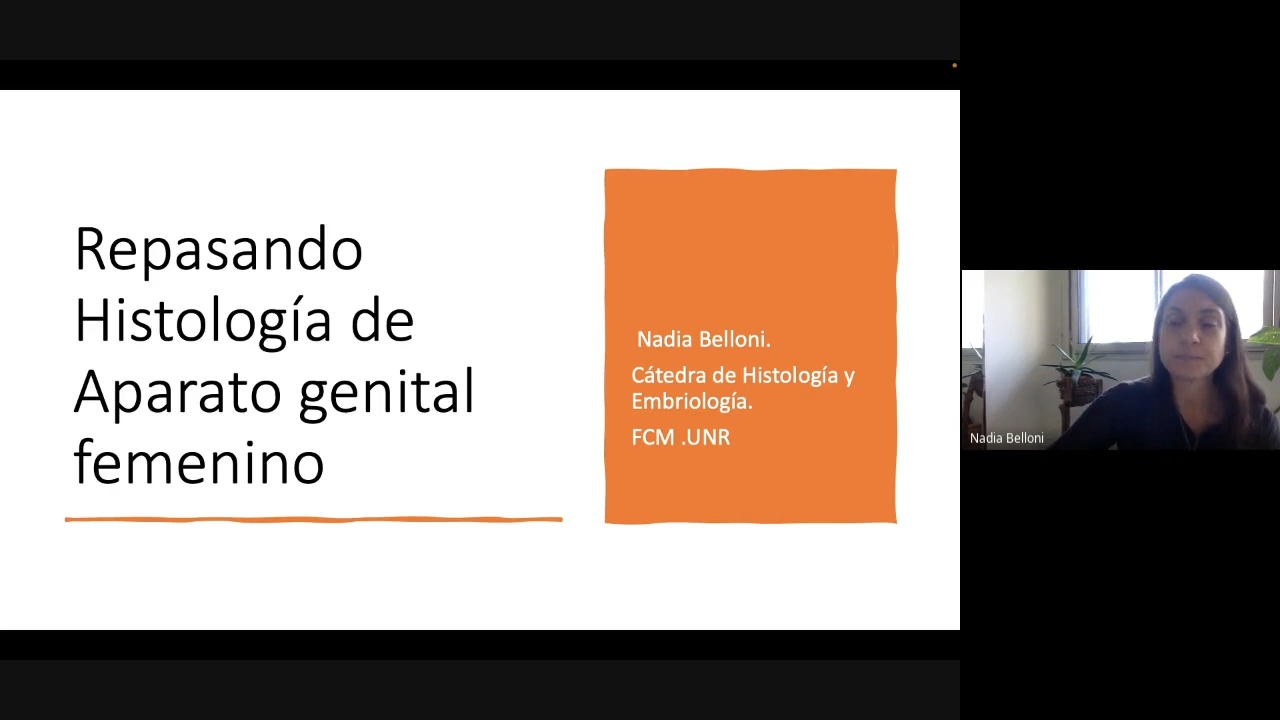 Repasando
Histología de
Aparato genital
femenino
Nadia Belloni.
Cátedra de Histología y
Embriología.
FCM .UNR
Nadia Belloni